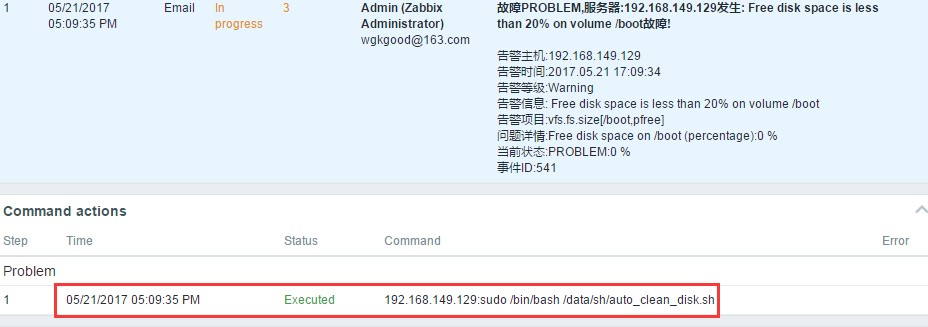 1 05/21/2017 05:09:35 PM Email In progress 3 Admin (Zabbix Administrator) wgkgood@163.com
故障PROBLEM,服务器:192.168.149.129发生: Free disk space is less
than 20% on volume /boot故障!
告警主机:192.168.149.129
告警时间:2017.05.21 17:09:34
告警等级:Warning
告警信息: Free disk space is less than 20% on volume /boot
告警项目:vfs.fs.size[/boot,pfree]
问题详情:Free disk space on /boot (percentage):0 %
当前状态:PROBLEM:0 %
事件ID:541
Command actions
Step Time Status Command Error
Problem
1 05/21/2017 05:09:35 PM Executed 192.168.149.129:sudo /bin/bash /data/sh/auto_clean_disk.sh